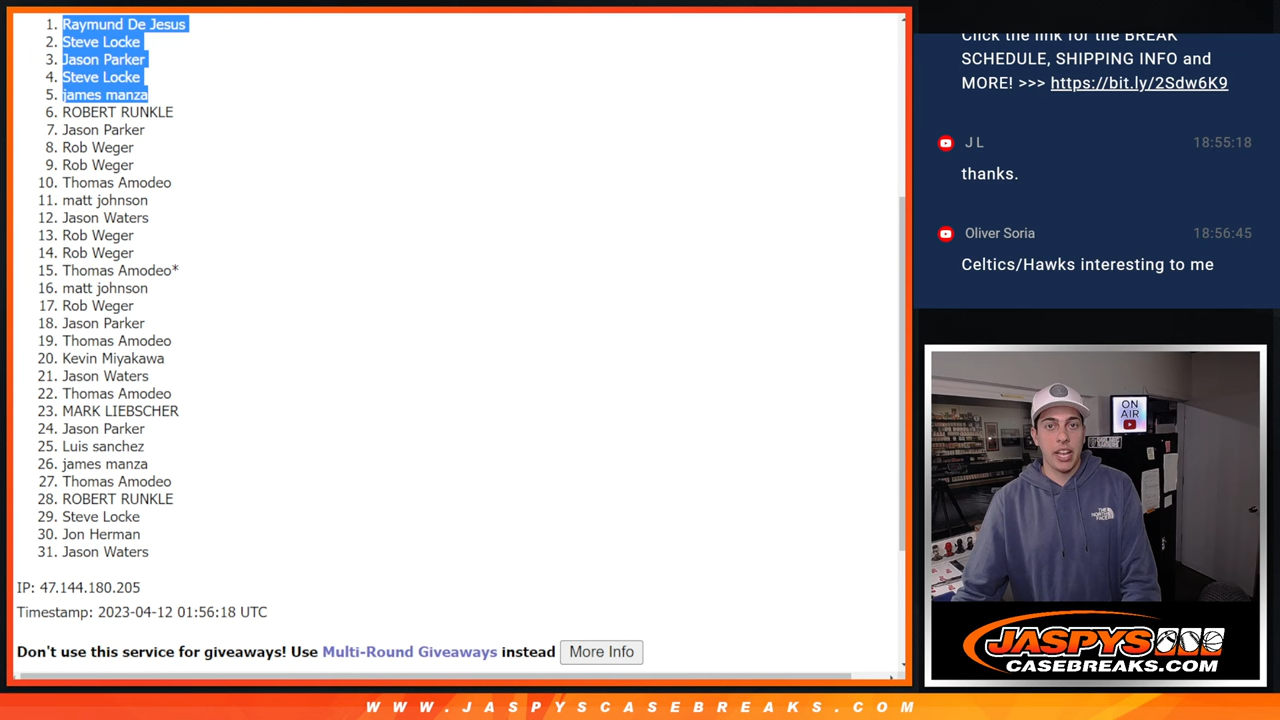 1. Raymund De Jesus
2. Steve Locke
3. Jason Parker
4. Steve Locke
5. james manza
6. ROBERT RUNKLE
7. Jason Parker
8. Rob Weger
9. Rob Weger
10. Thomas Amodeo
11. matt johnson
12. Jason Waters
13. Rob Weger
14. Rob Weger
15. Thomas Amodeo*
16. matt johnson
17. Rob Weger
18. Jason Parker
19. Thomas Amodeo
20. Kevin Miyakawa
21. Jason Waters
22. Thomas Amodeo
23. MARK LIEBSCHER
24. Jason Parker
25. Luis sanchez
26. james manza
27. Thomas Amodeo
28. ROBERT RUNKLE
29. Steve Locke
30. Jon Herman
31. Jason Waters
IP: 47.144.180.205
Timestamp: 2023-04-12 01:56:18 UTC
Don't use this service for giveaways! Use Multi-Round Giveaways instead More Info
Click the link for the BREAK
SCHEDULE, SHIPPING INFO and
MORE! >>> https://bit.ly/2Sdw6K9
J L 18:55:18
thanks.
Oliver Soria 18:56:45
Celtics/Hawks interesting to me
ON
AIR
THE
NORTH
FACE
JASPYS
CASEBREAKS.COM
WWW.JASPYSCASEBREAKS.COM